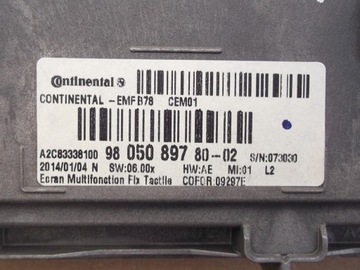 Continental
CONTINENTAL -EMF B78 CEM01
A2C83338100 98 050 897 80-02 S/N:073030
2014/01/04 N SW:06.00x HW:AE MI:01 L2
Ecran Multifonction Fix Tactile COFOR:09297E